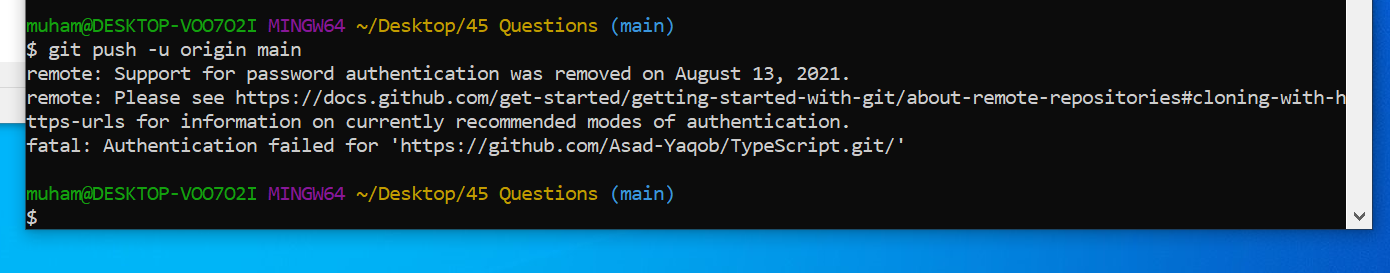 muham@DESKTOP-VOO7O2I MINGW64 ~/Desktop/45 Questions (main)
$ git push -u origin main
remote: Support for password authentication was removed on August 13, 2021.
remote: Please see https://docs.github.com/get-started/getting-started-with-git/about-remote-repositories#cloning-with-h
ttps-urls for information on currently recommended modes of authentication.
fatal: Authentication failed for 'https://github.com/Asad-Yaqob/TypeScript.git/'
muham@DESKTOP-VOO7O2I MINGW64 ~/Desktop/45 Questions (main)
$